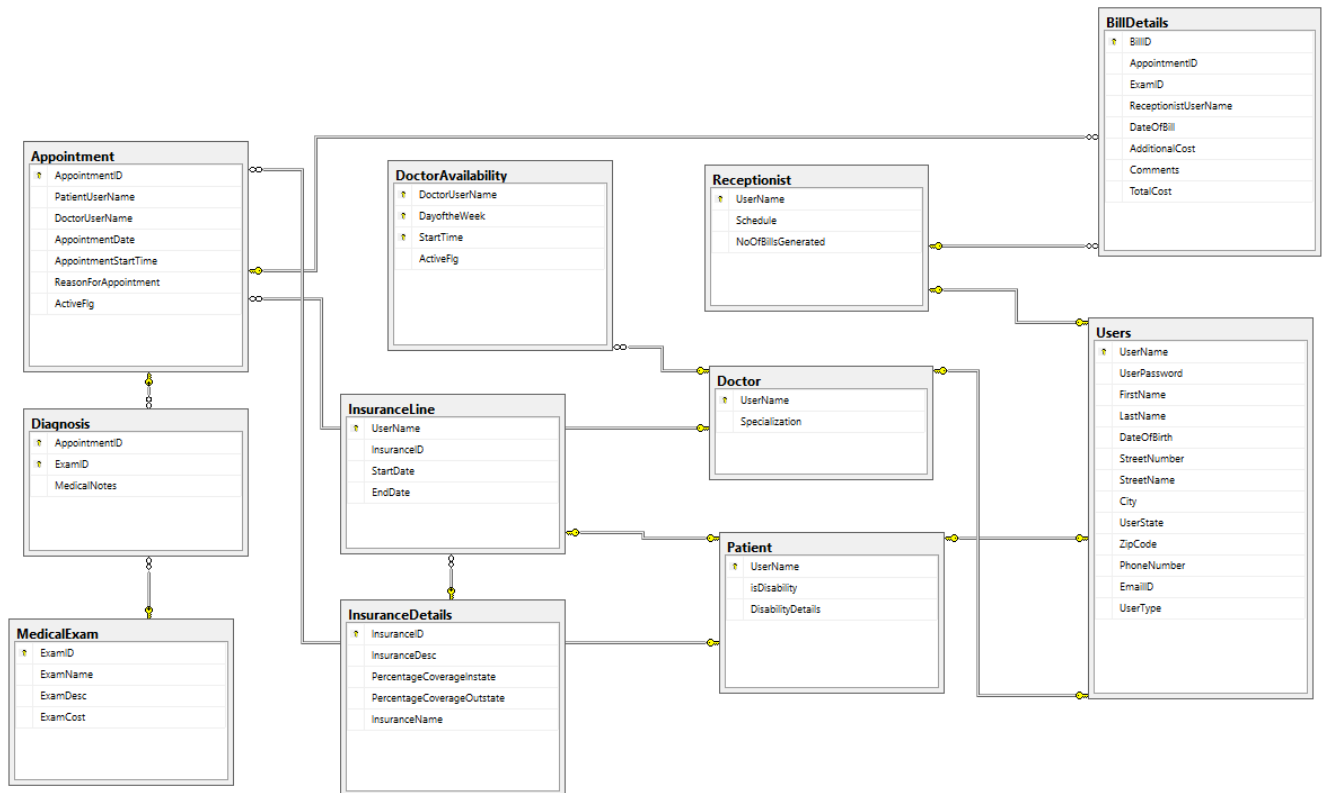 BillDetails
BillID
AppointmentID
ExamID
ReceptionistUserName
DateOfBill
AdditionalCost
Comments
TotalCost
Appointment
AppointmentID
PatientUserName
DoctorUserName
AppointmentDate
AppointmentStartTime
ReasonForAppointment
ActiveFlg
DoctorAvailability
DoctorUserName
DayoftheWeek
StartTime
ActiveFlg
Receptionist
UserName
Schedule
NoOfBillsGenerated
Users
UserName
UserPassword
FirstName
LastName
DateOfBirth
StreetNumber
StreetName
City
UserState
ZipCode
PhoneNumber
EmailID
UserType
Doctor
UserName
Specialization
InsuranceLine
UserName
InsuranceID
StartDate
EndDate
Diagnosis
AppointmentID
ExamID
MedicalNotes
Patient
UserName
isDisability
DisabilityDetails
InsuranceDetails
InsuranceID
InsuranceDesc
PercentageCoverageInstate
PercentageCoverageOutstate
InsuranceName
MedicalExam
ExamID
ExamName
ExamDesc
ExamCost